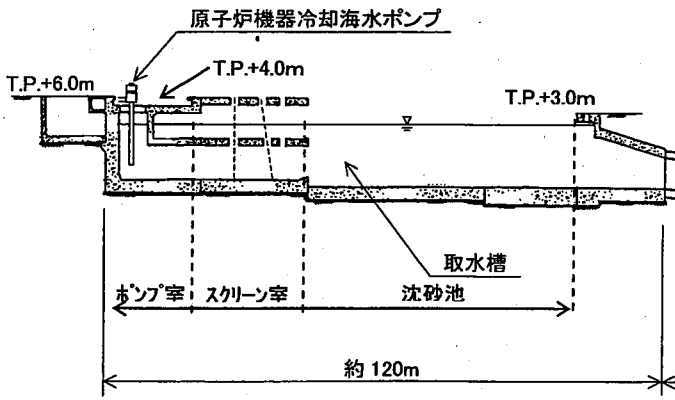 原子炉機器冷却海水ポンプ
T.P.+6.0m
T.P.+4.0m
T.P.+3.0m
取水槽
ポンプ室
スクリーン室
沈砂池
約120m